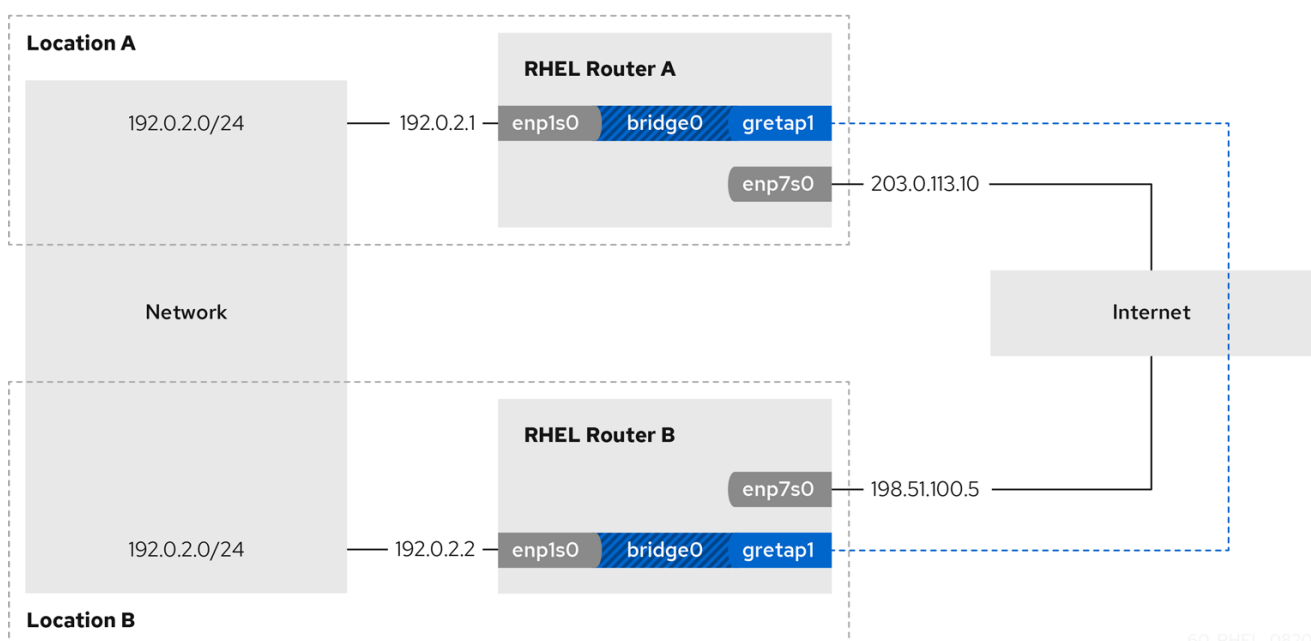 Location A
RHEL Router A
192.0.2.0/24
192.0.2.1
enp1s0
bridge0
gretap1
enp7s0
203.0.113.10
Network
Internet
RHEL Router B
enp7s0
198.51.100.5
192.0.2.0/24
192.0.2.2
enp1s0
bridge0
gretap1
Location B